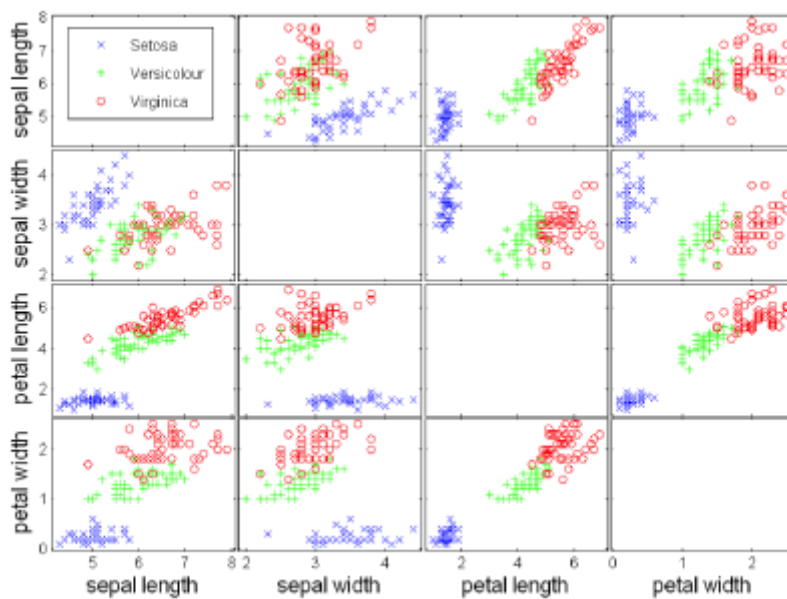 8
7
6
5
sepal length
Setosa
Versicolour
Virginica
4
3
2
sepal width
6
4
2
petal length
2
1
0
petal width
5 6 7 8 2 3 4 2 4 6 0 1 2
sepal length sepal width petal length petal width